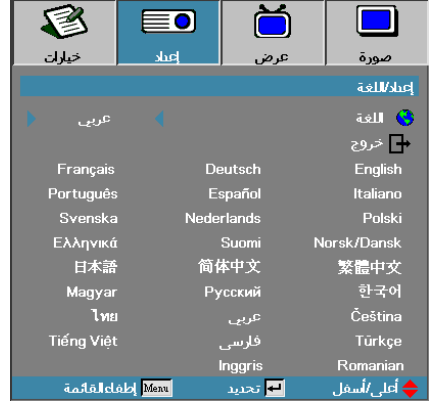 صورة عرض إعداد خيارات
إعداد/اللغة
اللغة عربي
خروج
English Deutsch Français
Italiano Español Português
Polski Nederlands Svenska
Norsk/Dansk Suomi Ελληνικά
繁體中文 简体中文 日本語
한국어 Русский Magyar
Čeština عربي ไทย
Türkçe فارسی Tiếng Việt
Romanian Inggris
أعلى/أسفل تحديد Menu إطفاء القائمة